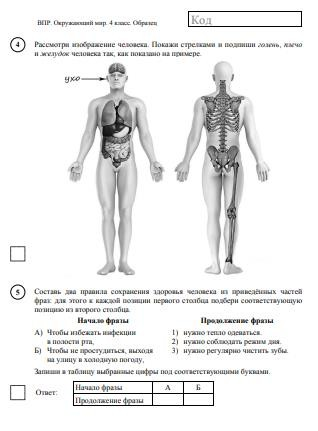 ВПР. Окружающий мир. 4 класс. Образец
Код
4 Рассмотри изображение человека. Покажи стрелками и подпиши голень, плечо
и желудок человека так, как показано на примере.
ухо
5 Составь два правила сохранения здоровья человека из приведённых частей
фраз: для этого к каждой позиции первого столбца подбери соответствующую
позицию из второго столбца.
Начало фразы Продолжение фразы
А) Чтобы избежать инфекции 1) нужно тепло одеваться.
в полости рта, 2) нужно соблюдать режим дня.
Б) Чтобы не простудиться, выходя 3) нужно регулярно чистить зубы.
на улицу в холодную погоду,
Запиши в таблицу выбранные цифры под соответствующими буквами.
Ответ: Начало фразы А Б
Продолжение фразы